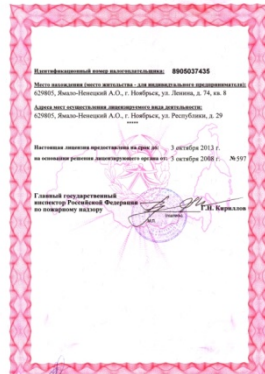 Идентификационный номер налогоплательщика: 8905037435
Место нахождения (место жительства - для индивидуального предпринимателя):
629805, Ямало-Ненецкий А.О., г. Ноябрьск, ул. Ленина, д. 74, кв. 8
Адреса мест осуществления лицензируемого вида деятельности:
629805, Ямало-Ненецкий А.О., г. Ноябрьск, ул. Республики, д. 29
*****
Настоящая лицензия предоставлена на срок до: 3 октября 2013 г.
на основании решения лицензирующего органа от: 3 октября 2008 г. №597
Главный государственный
инспектор Российской Федерации
по пожарному надзору
Г.Н. Кириллов
М.П.